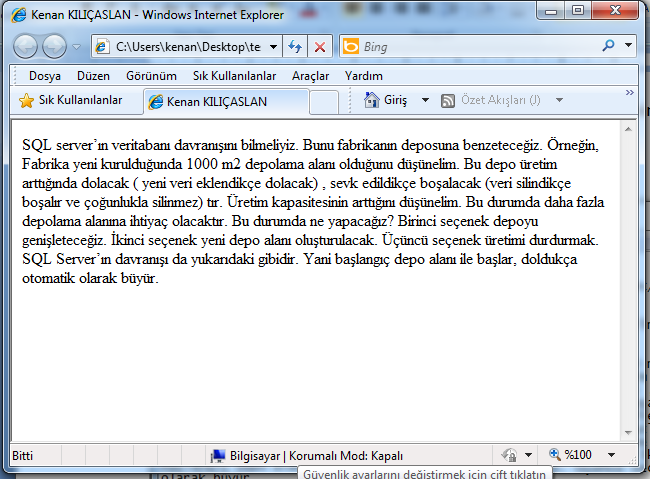 Kenan KILIÇASLAN - Windows Internet Explorer
C:\Users\kenan\Desktop\te
Bing
Dosya Düzen Görünüm Sık Kullanılanlar Araçlar Yardım
Sık Kullanılanlar Kenan KILIÇASLAN Giriş Özet Akışları (J) »
SQL server’ın veritabanı davranışını bilmeliyiz. Bunu fabrikanın deposuna benzeteceğiz. Örneğin,
Fabrika yeni kurulduğunda 1000 m2 depolama alanı olduğunu düşünelim. Bu depo üretim
arttığında dolacak ( yeni veri eklendikçe dolacak) , sevk edildikçe boşalacak (veri silindikçe
boşalır ve çoğunlukla silinmez) tır. Üretim kapasitesinin arttığını düşünelim. Bu durumda daha fazla
depolama alanına ihtiyaç olacaktır. Bu durumda ne yapacağız? Birinci seçenek depoyu
genişleteceğiz. İkinci seçenek yeni depo alanı oluşturulacak. Üçüncü seçenek üretimi durdurmak.
SQL Server’ın davranışı da yukarıdaki gibidir. Yani başlangıç depo alanı ile başlar, doldukça
otomatik olarak büyür.
Bitti Bilgisayar | Korumalı Mod: Kapalı %100
Güvenlik ayarlarını değiştirmek için çift tıklatın